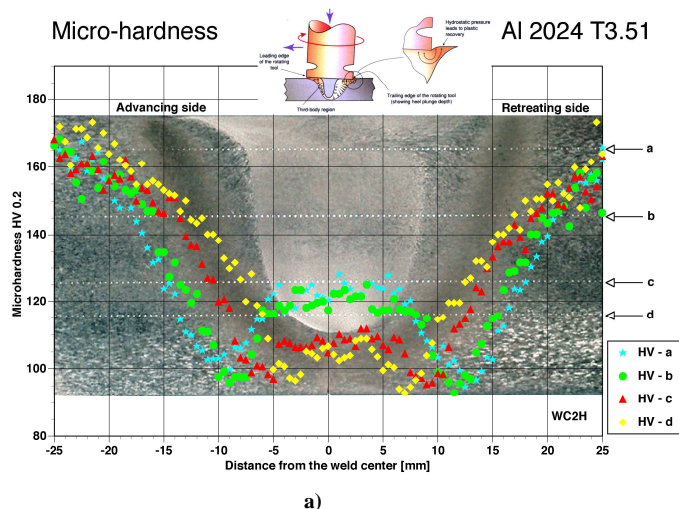 Micro-hardness
Al 2024 T3.51
Hydrostatic pressure
leads to plastic
recovery
Leading edge
of the rotating
tool
Trailing edge of the rotating tool
(showing heel plunge depth)
Third-body region
Advancing side
Retreating side
Microhardness HV 0.2
180
160
140
120
100
80
a
b
c
d
HV - a
HV - b
HV - c
HV - d
WC2H
-25 -20 -15 -10 -5 0 5 10 15 20 25
Distance from the weld center [mm]
a)